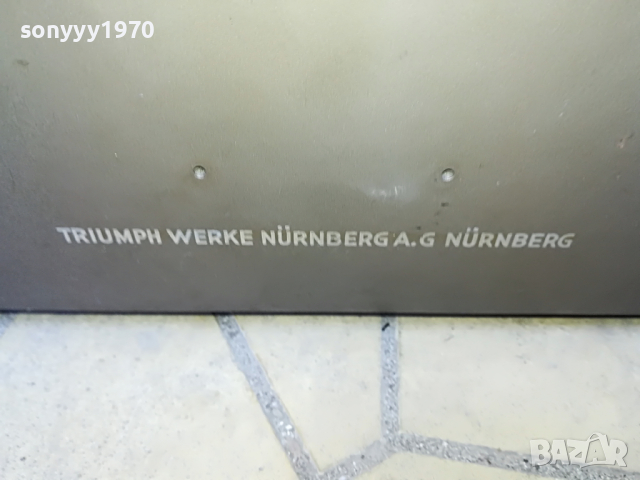 sonyyy1970
TRIUMPH WERKE NÜRNBERG A.G NÜRNBERG
BAZAR